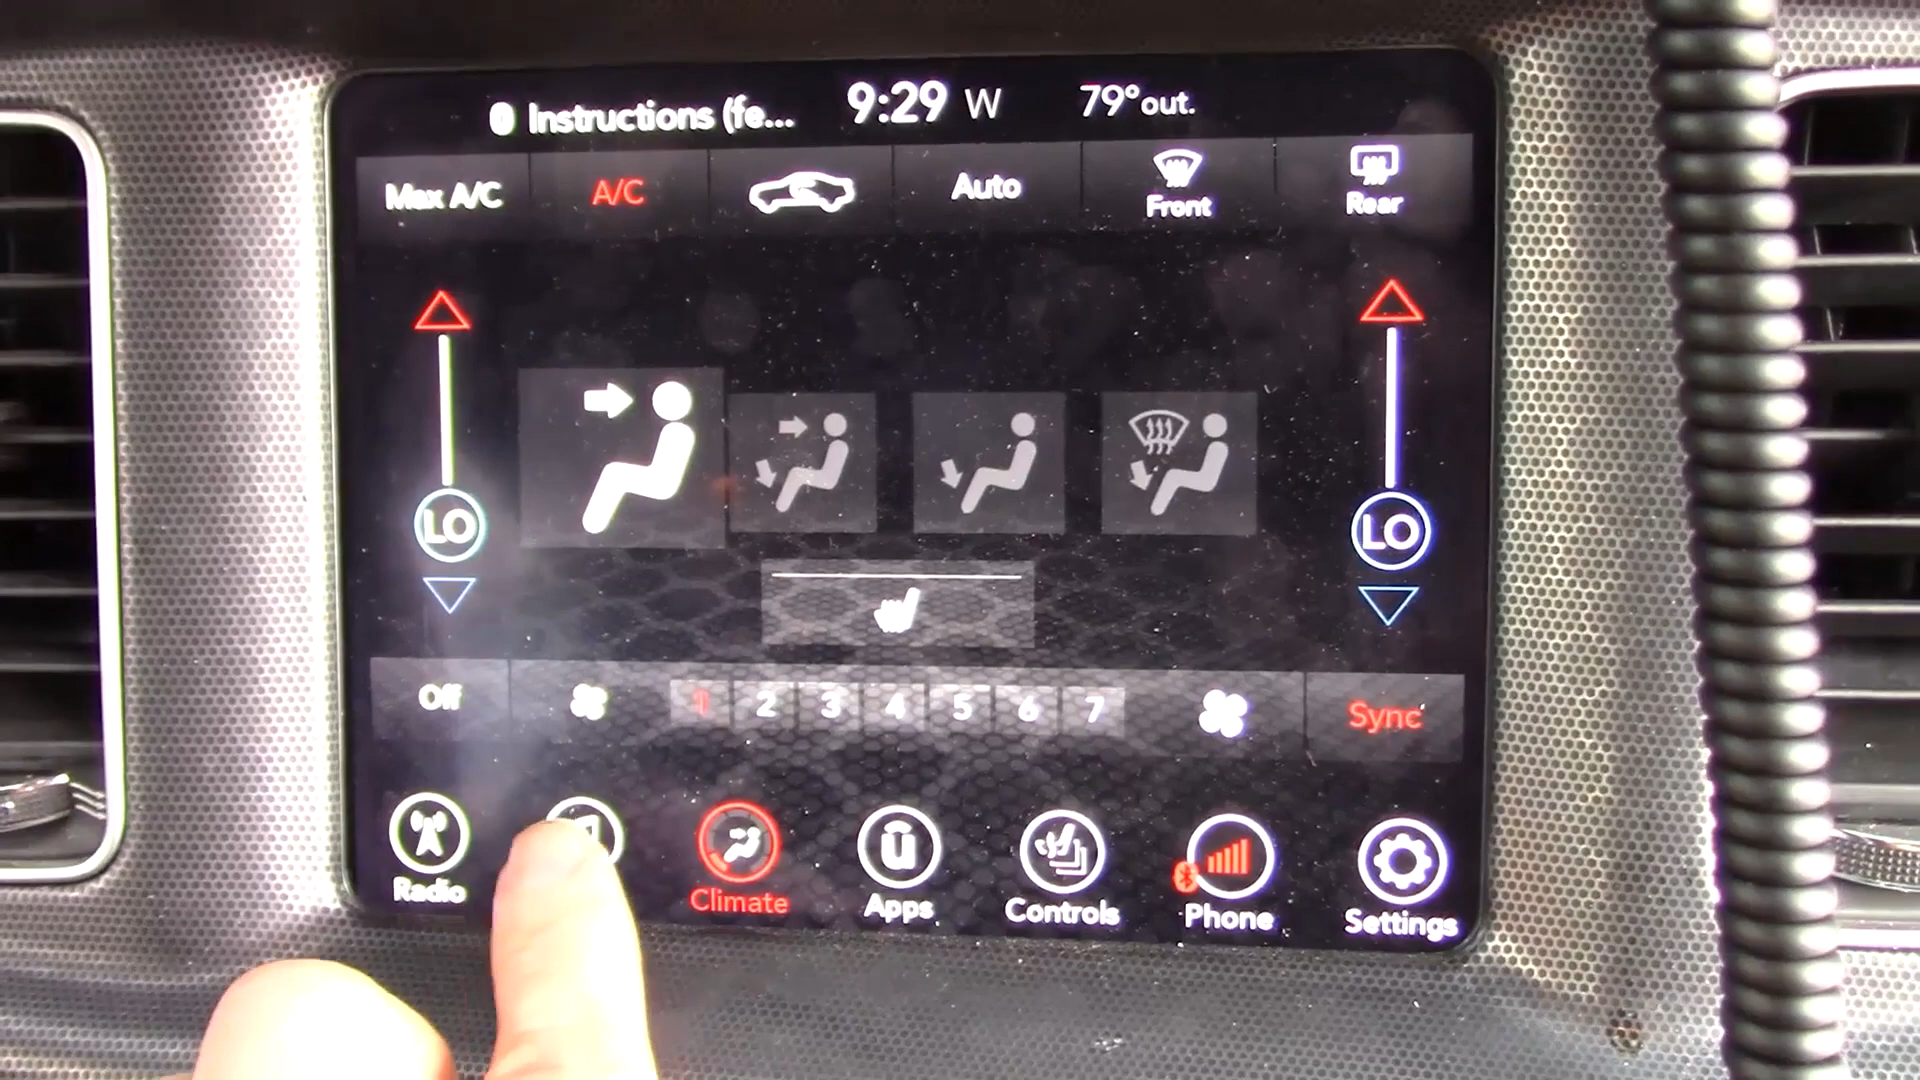 Instructions (fe... 9:29 W 79°out.
Max A/C A/C Auto Front Rear
LO LO
Off 1 2 3 4 5 6 7 Sync
Radio Climate Apps Controls Phone Settings